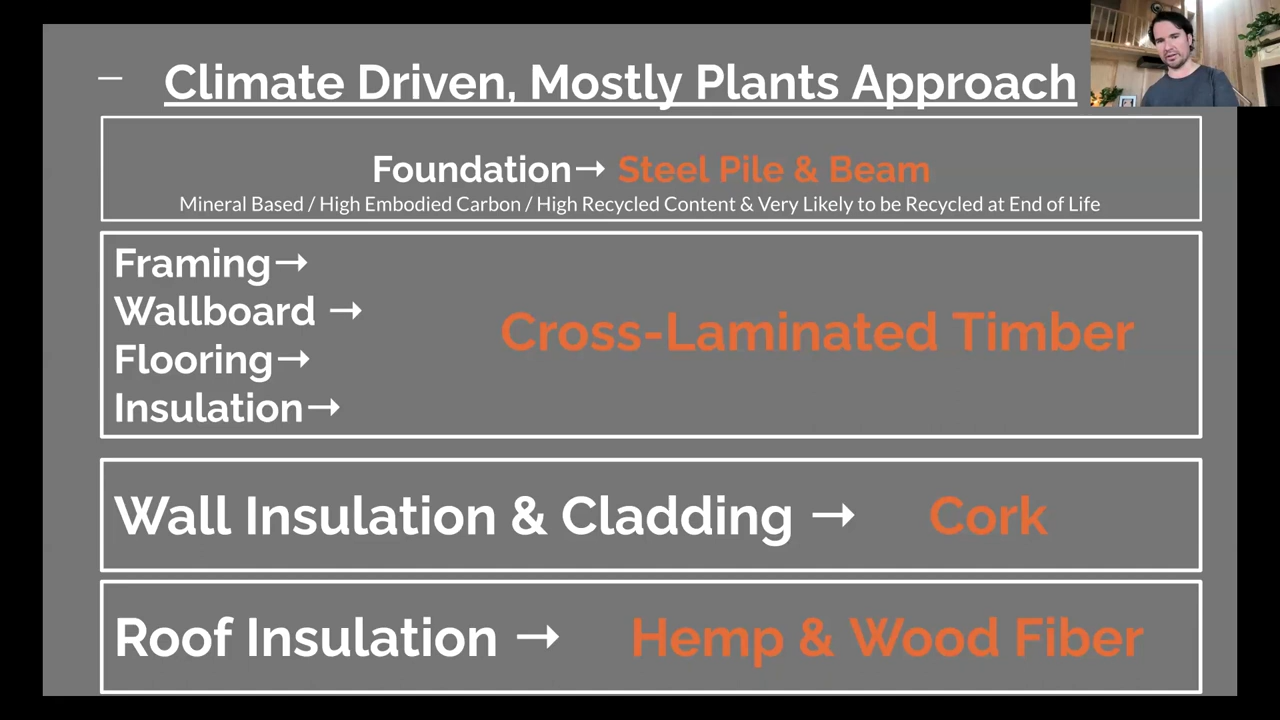 Climate Driven, Mostly Plants Approach
Foundation→ Steel Pile & Beam
Mineral Based / High Embodied Carbon / High Recycled Content & Very Likely to be Recycled at End of Life
Framing→
Wallboard →
Flooring→
Insulation→
Cross-Laminated Timber
Wall Insulation & Cladding → Cork
Roof Insulation → Hemp & Wood Fiber